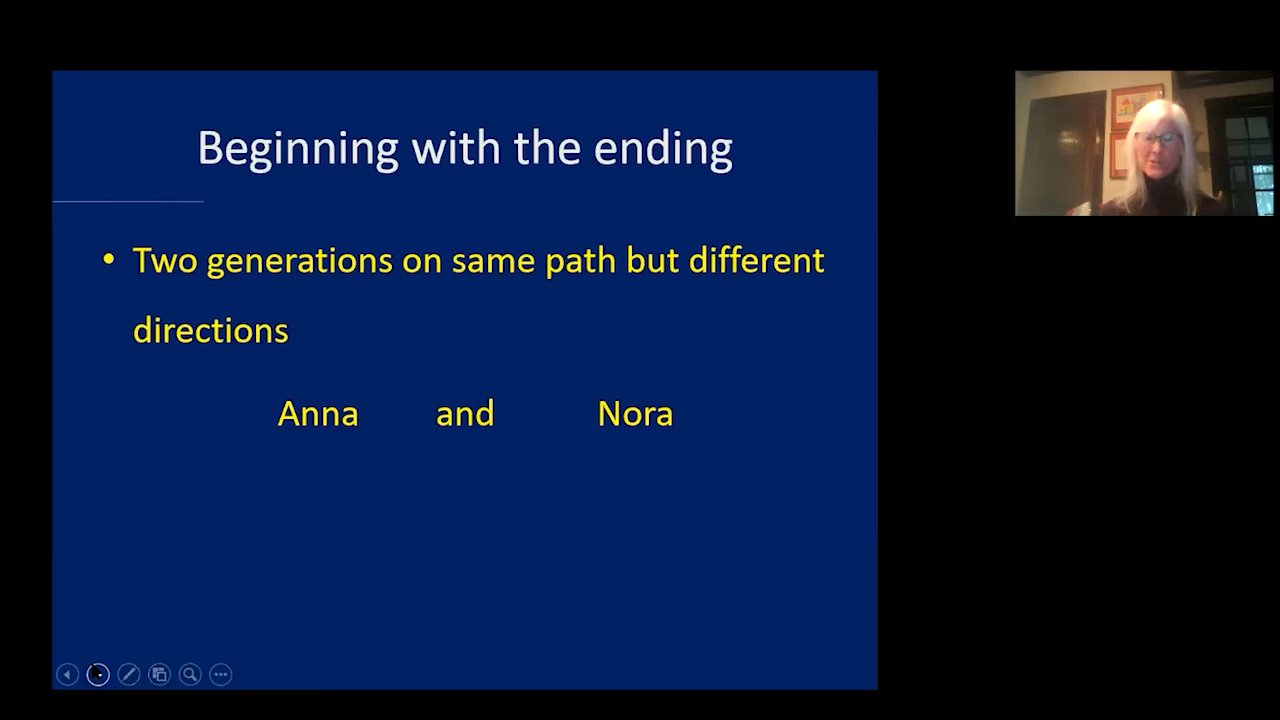 Beginning with the ending
• Two generations on same path but different
directions
Anna and Nora